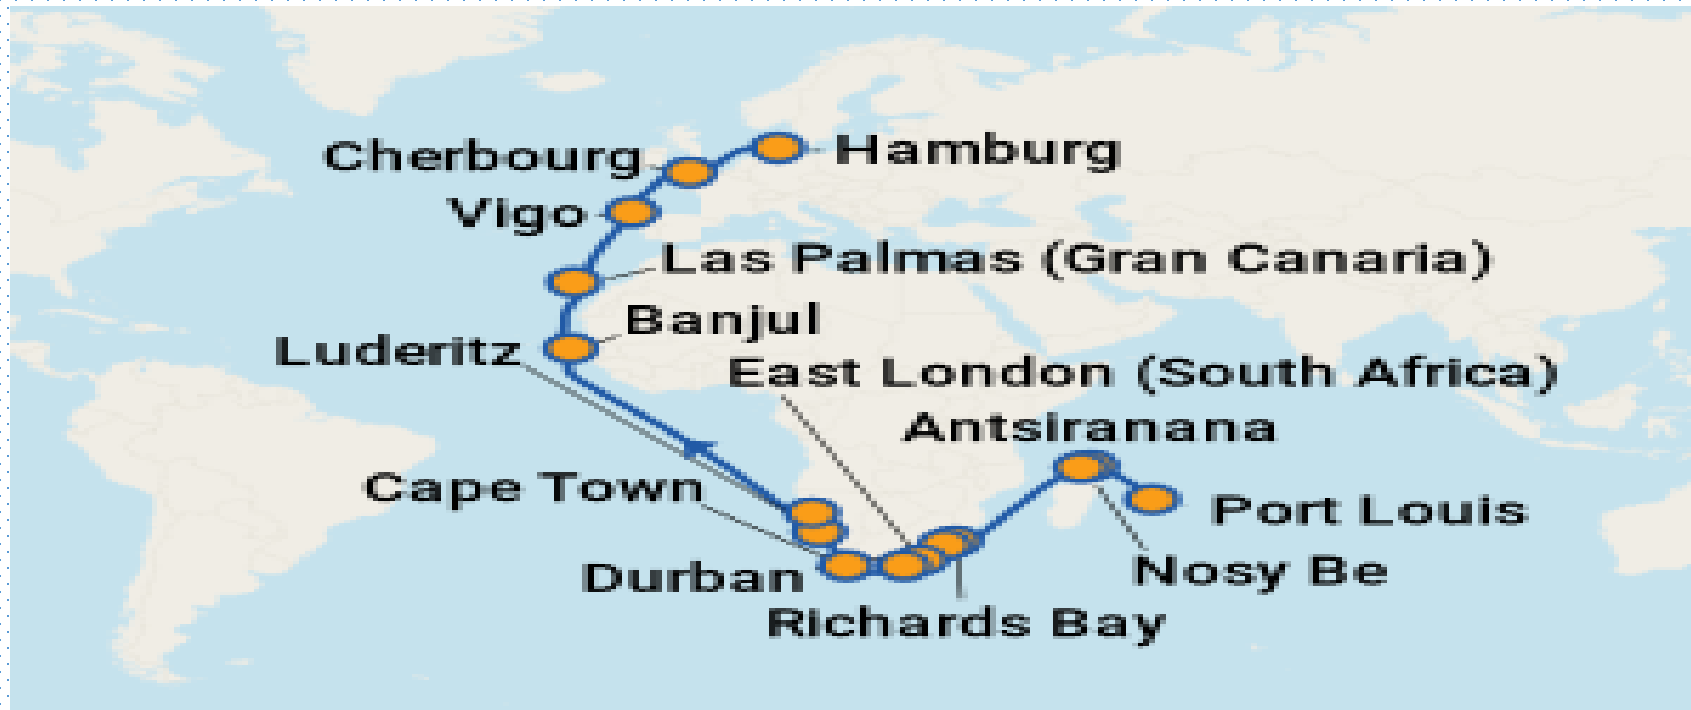 Hamburg
Cherbourg
Vigo
Las Palmas (Gran Canaria)
Banjul
Luderitz
East London (South Africa)
Antsiranana
Cape Town
Port Louis
Nosy Be
Durban
Richards Bay